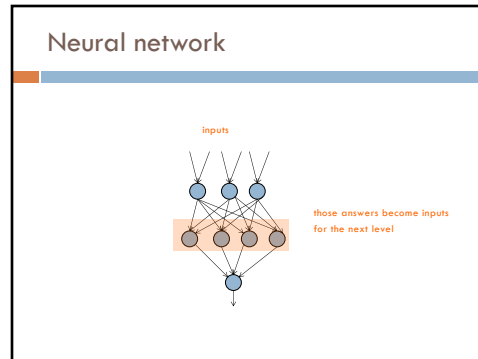 Neural network
inputs
those answers become inputs
for the next level